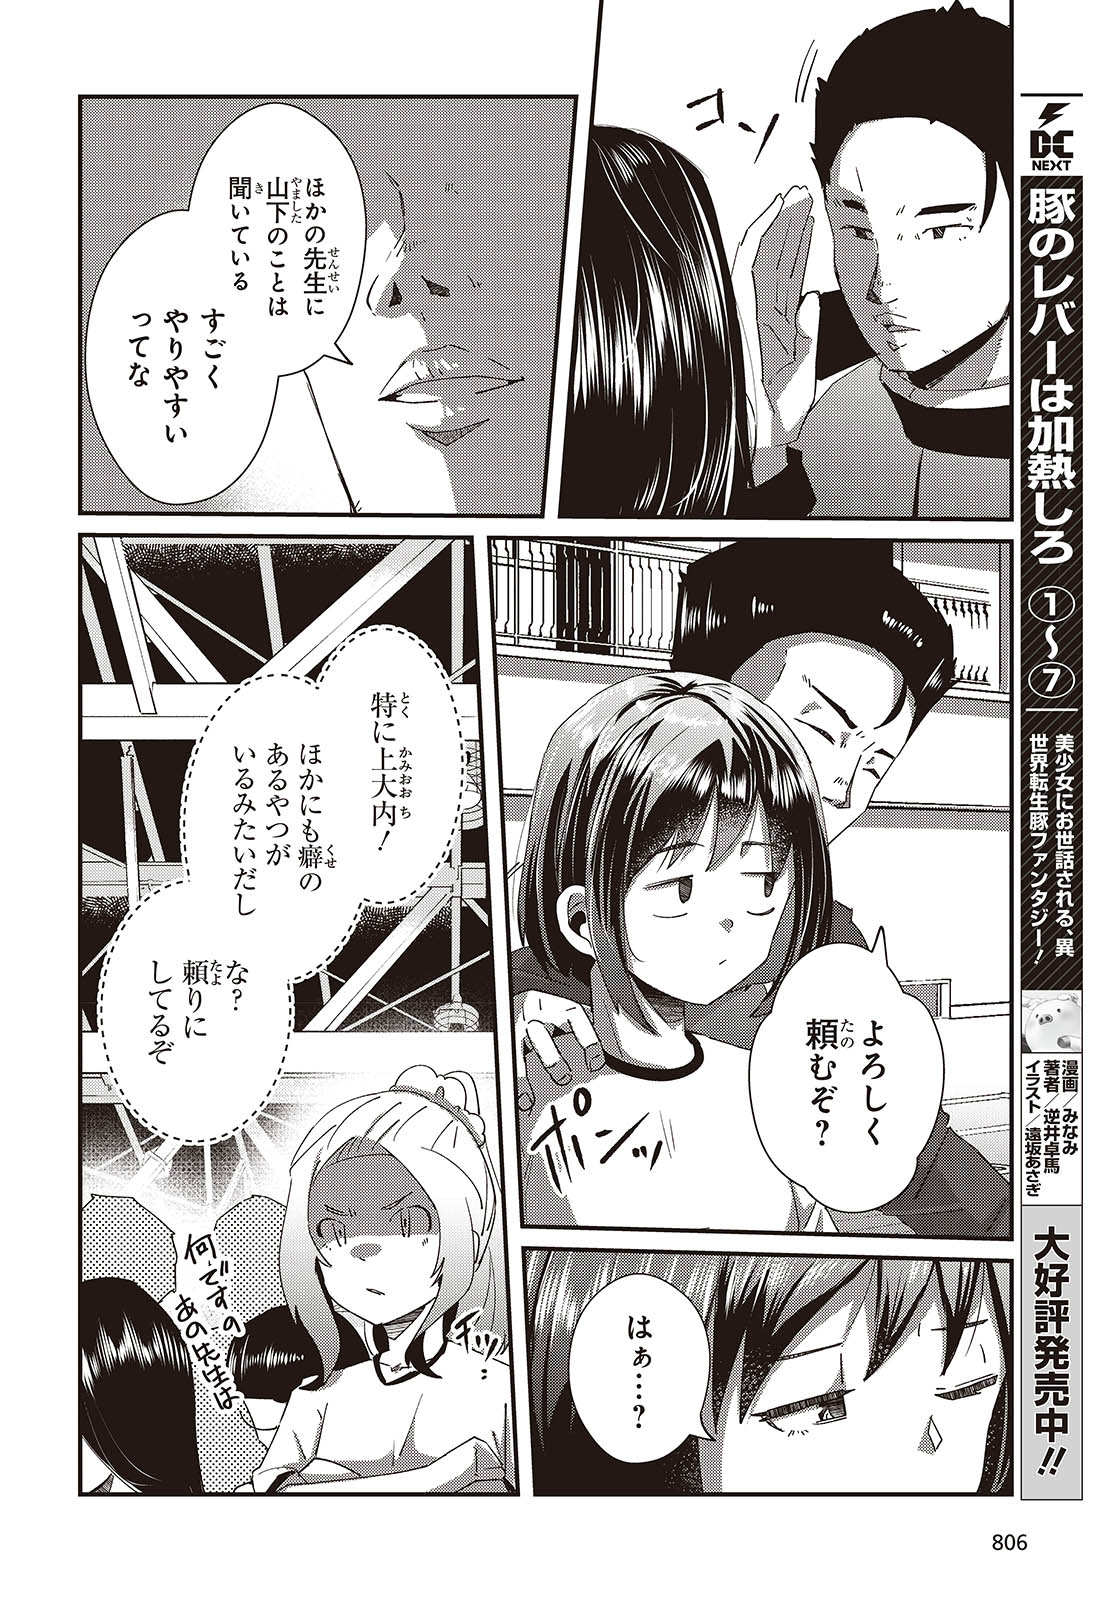 コソッ
ほかの先生に
山下のことは
聞いている
すごく
やりやすい
ってな
よろしく
頼むぞ?
ポンッ
はぁ……?
特に上大内!
ほかにも癖の
あるやつが
いるみたいだし
な?
頼りに
してるぞ
何ですの
あの先生は
チッ…
DC
NEXT
豚のレバーは加熱しろ ①〜⑦
美少女にお世話される、異
世界転生豚ファンタジー!
漫画/みなみ
著者/逆井卓馬
イラスト/遠坂あさぎ
大好評発売中!!
806